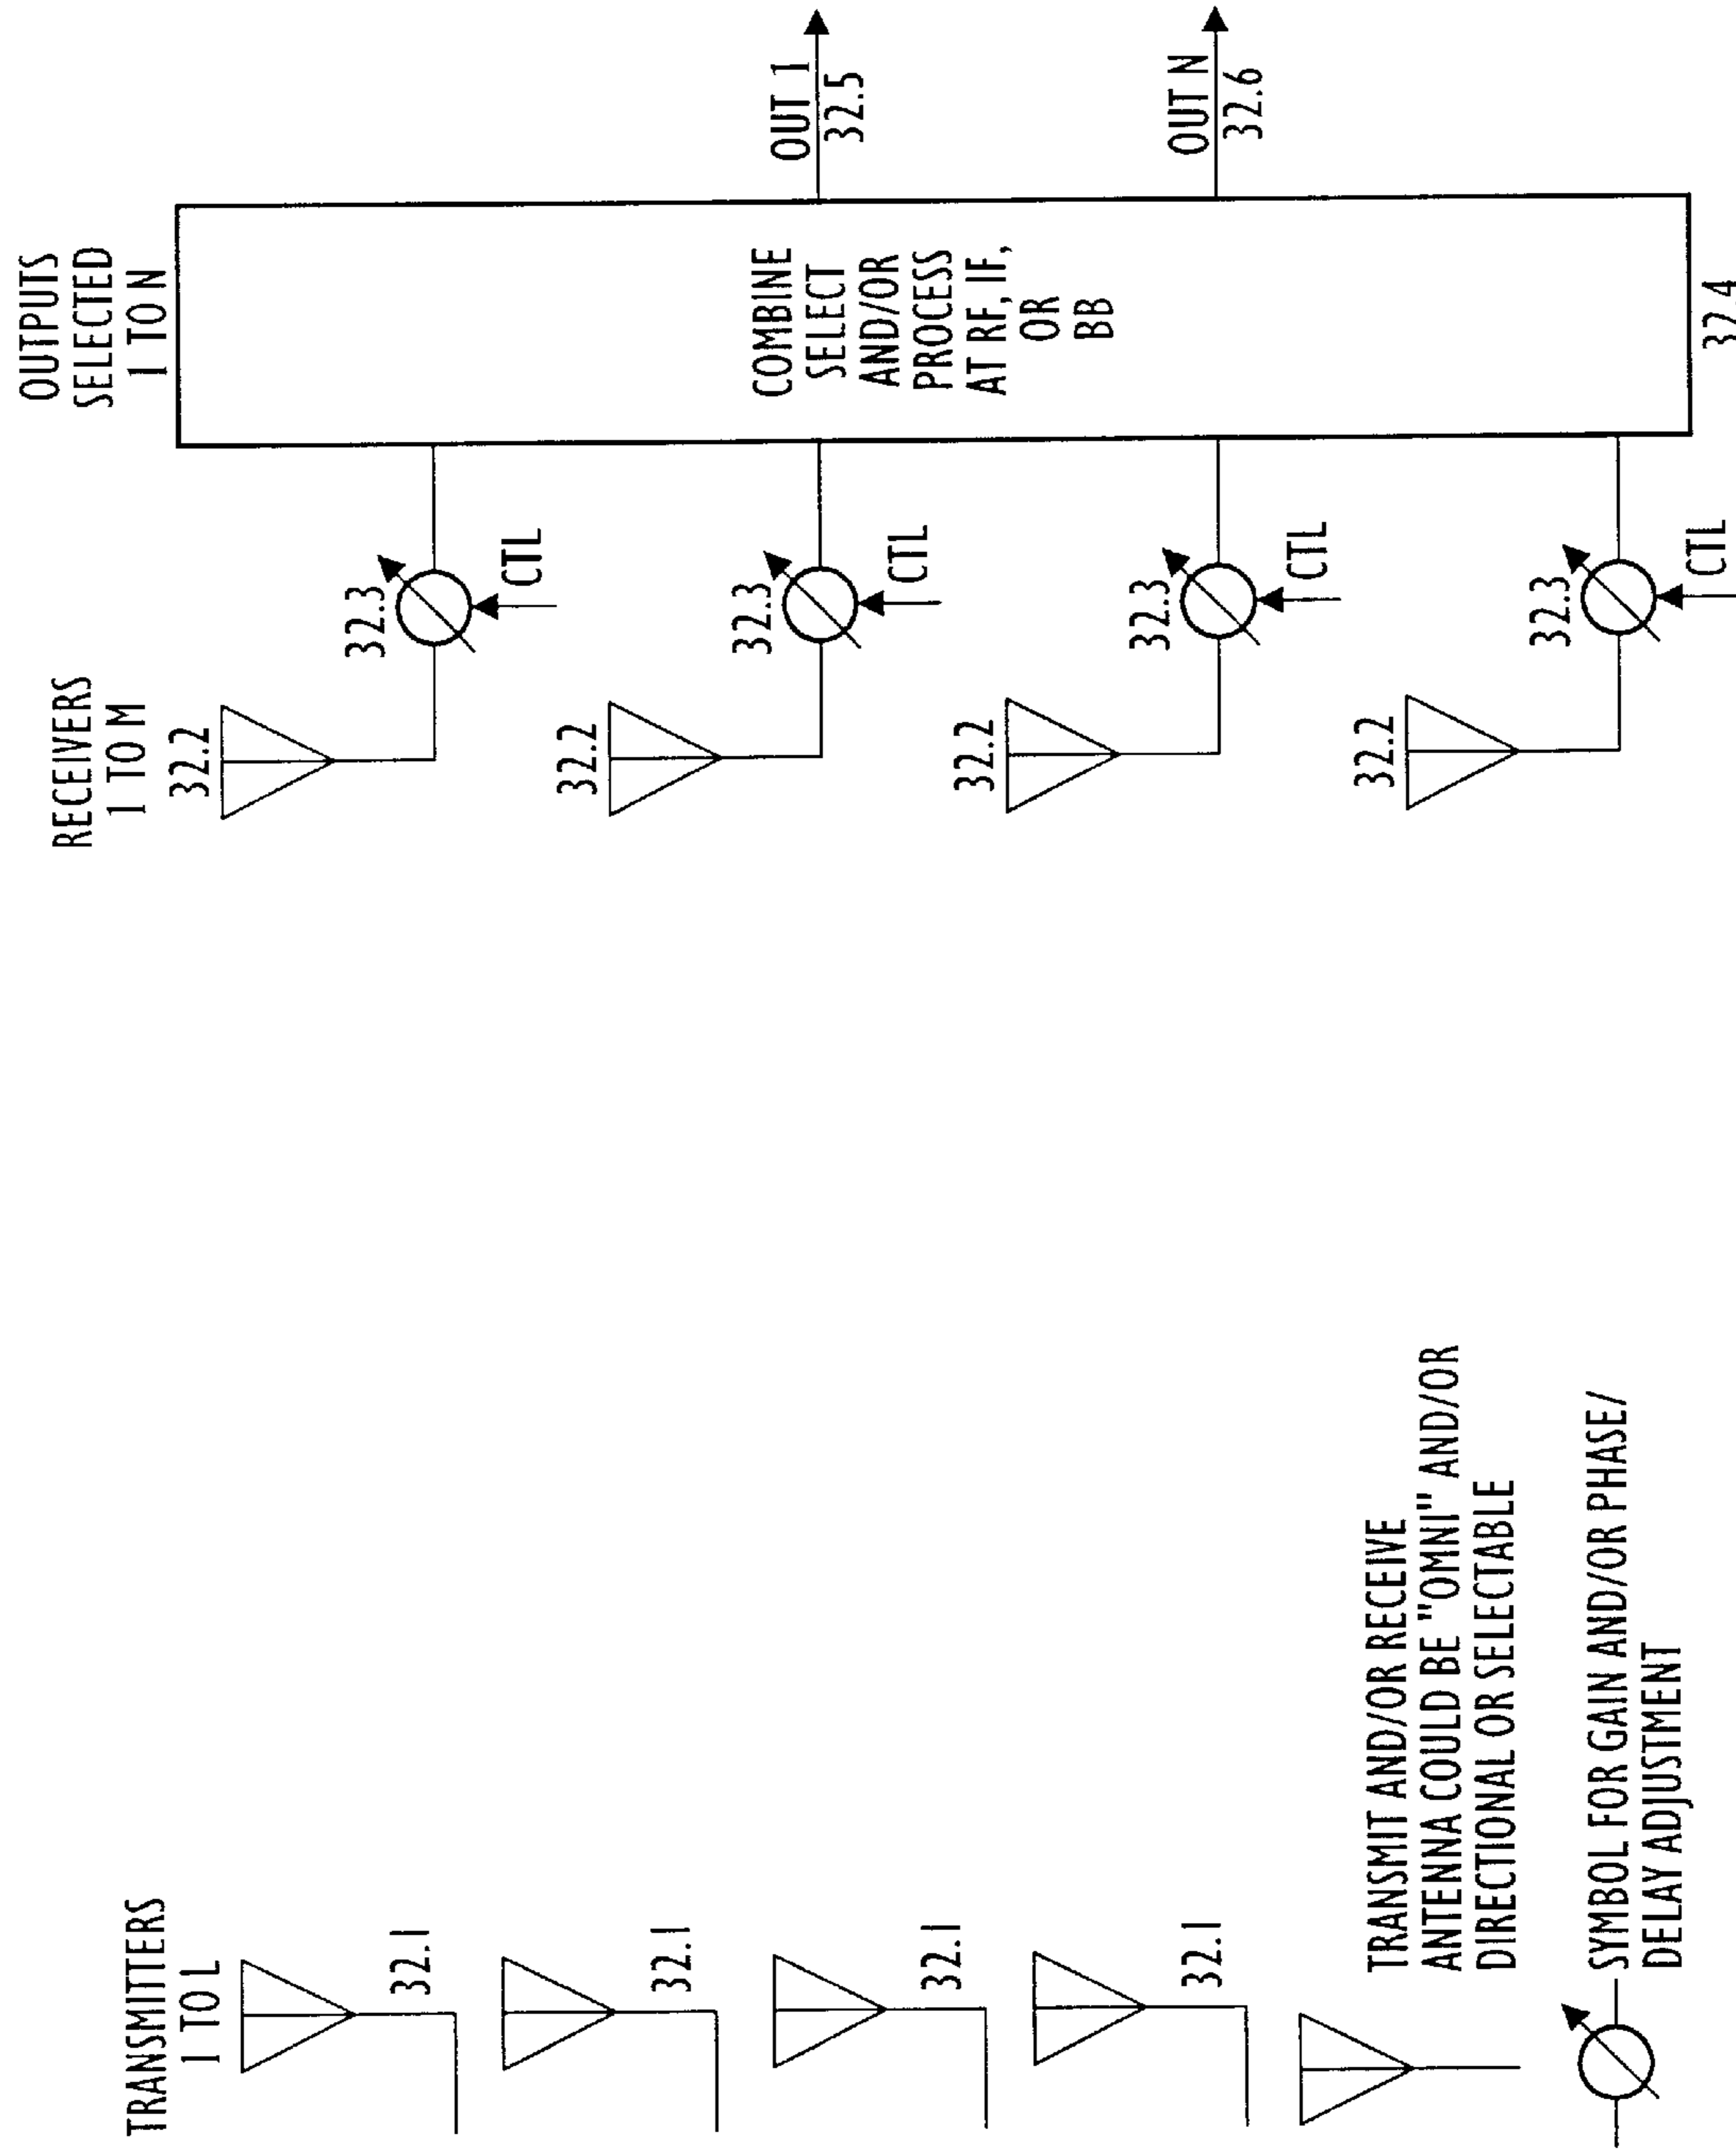 TRANSMITTERS
1 TO L
32.1
32.1
32.1
32.1
TRANSMIT AND/OR RECEIVE
ANTENNA COULD BE "OMNI" AND/OR
DIRECTIONAL OR SELECTABLE
SYMBOL FOR GAIN AND/OR PHASE/
DELAY ADJUSTMENT
RECEIVERS
1 TO M
32.2
32.3
CTL
32.2
32.3
CTL
32.2
32.3
CTL
32.2
32.3
CTL
OUTPUTS
SELECTED
1 TO N
COMBINE
SELECT
AND/OR
PROCESS
AT RF, IF,
OR
BB
32.4
OUT 1
32.5
OUT N
32.6